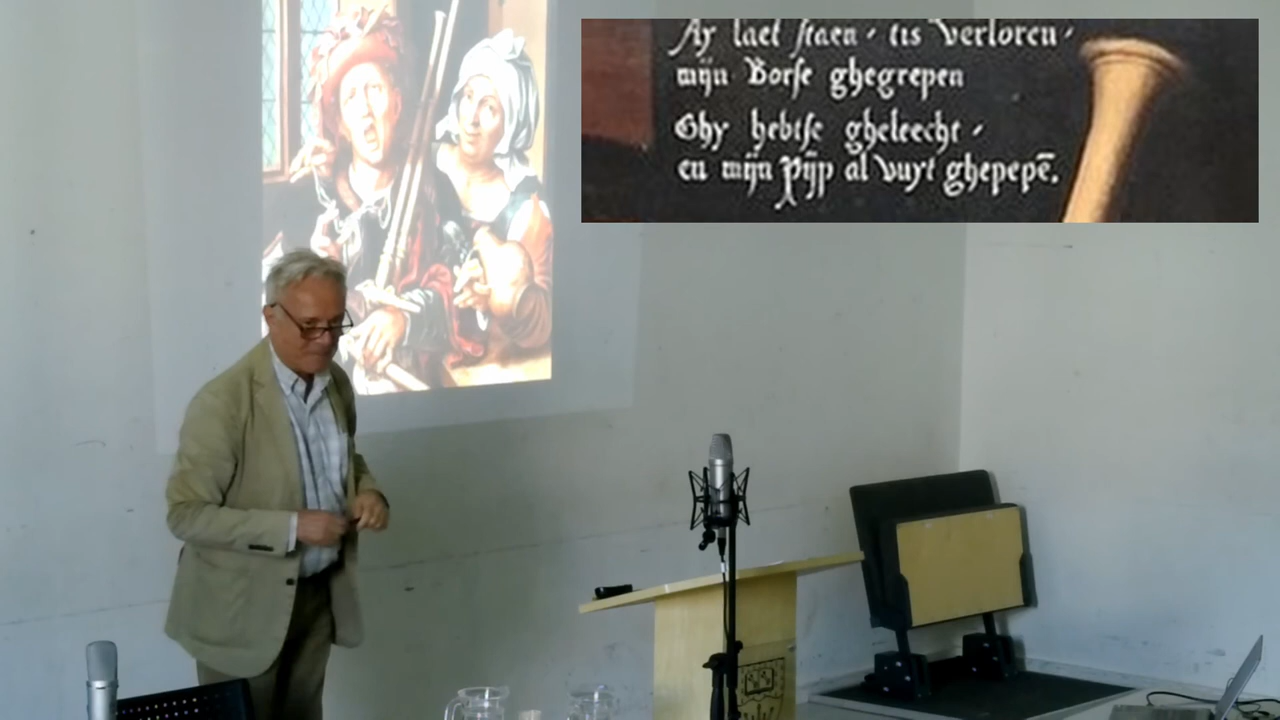 Ay laet staen, tis verloren,
mijn Borse ghegrepen
Ghy hebtse gheleecht,
en mijn pijp al vuyt ghepepē.